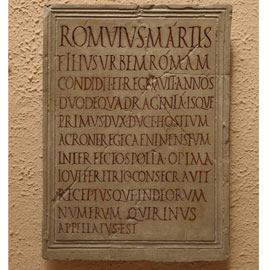 ROMVLVS MARTIS
FILIVS VRBEM ROMAM
CONDIDIT ET REGNAVIT ANNOS
DVODEQVADRAGINTA ISQVE
PRIMVS DVX DVCE HOSTIVM
ACRONE REGE CAENINENSIVM
INTERFECTO SPOLIA OPIMA
IOVI FERETRIO CONSECRAVIT
RECEPTVSQVE IN DEORVM
NVMERVM QVIRINVS
APPELLATVS EST